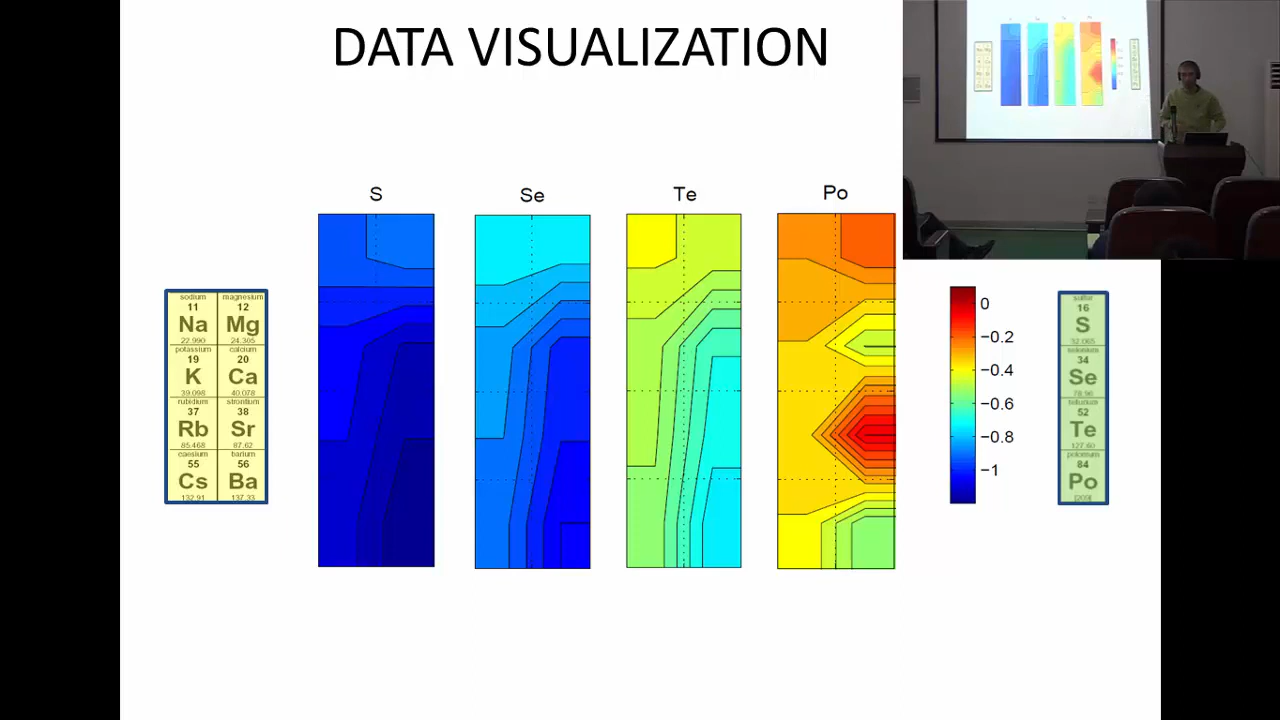 DATA VISUALIZATION
S
Se
Te
Po
sodium magnesium
11 12
Na Mg
22.990 24.305
potassium calcium
19 20
K Ca
39.098 40.078
rubidium strontium
37 38
Rb Sr
85.468 87.62
caesium barium
55 56
Cs Ba
132.91 137.33
0
−0.2
−0.4
−0.6
−0.8
−1
sulfur
16
S
32.065
selenium
34
Se
78.96
tellurium
52
Te
127.60
polonium
84
Po
[209]